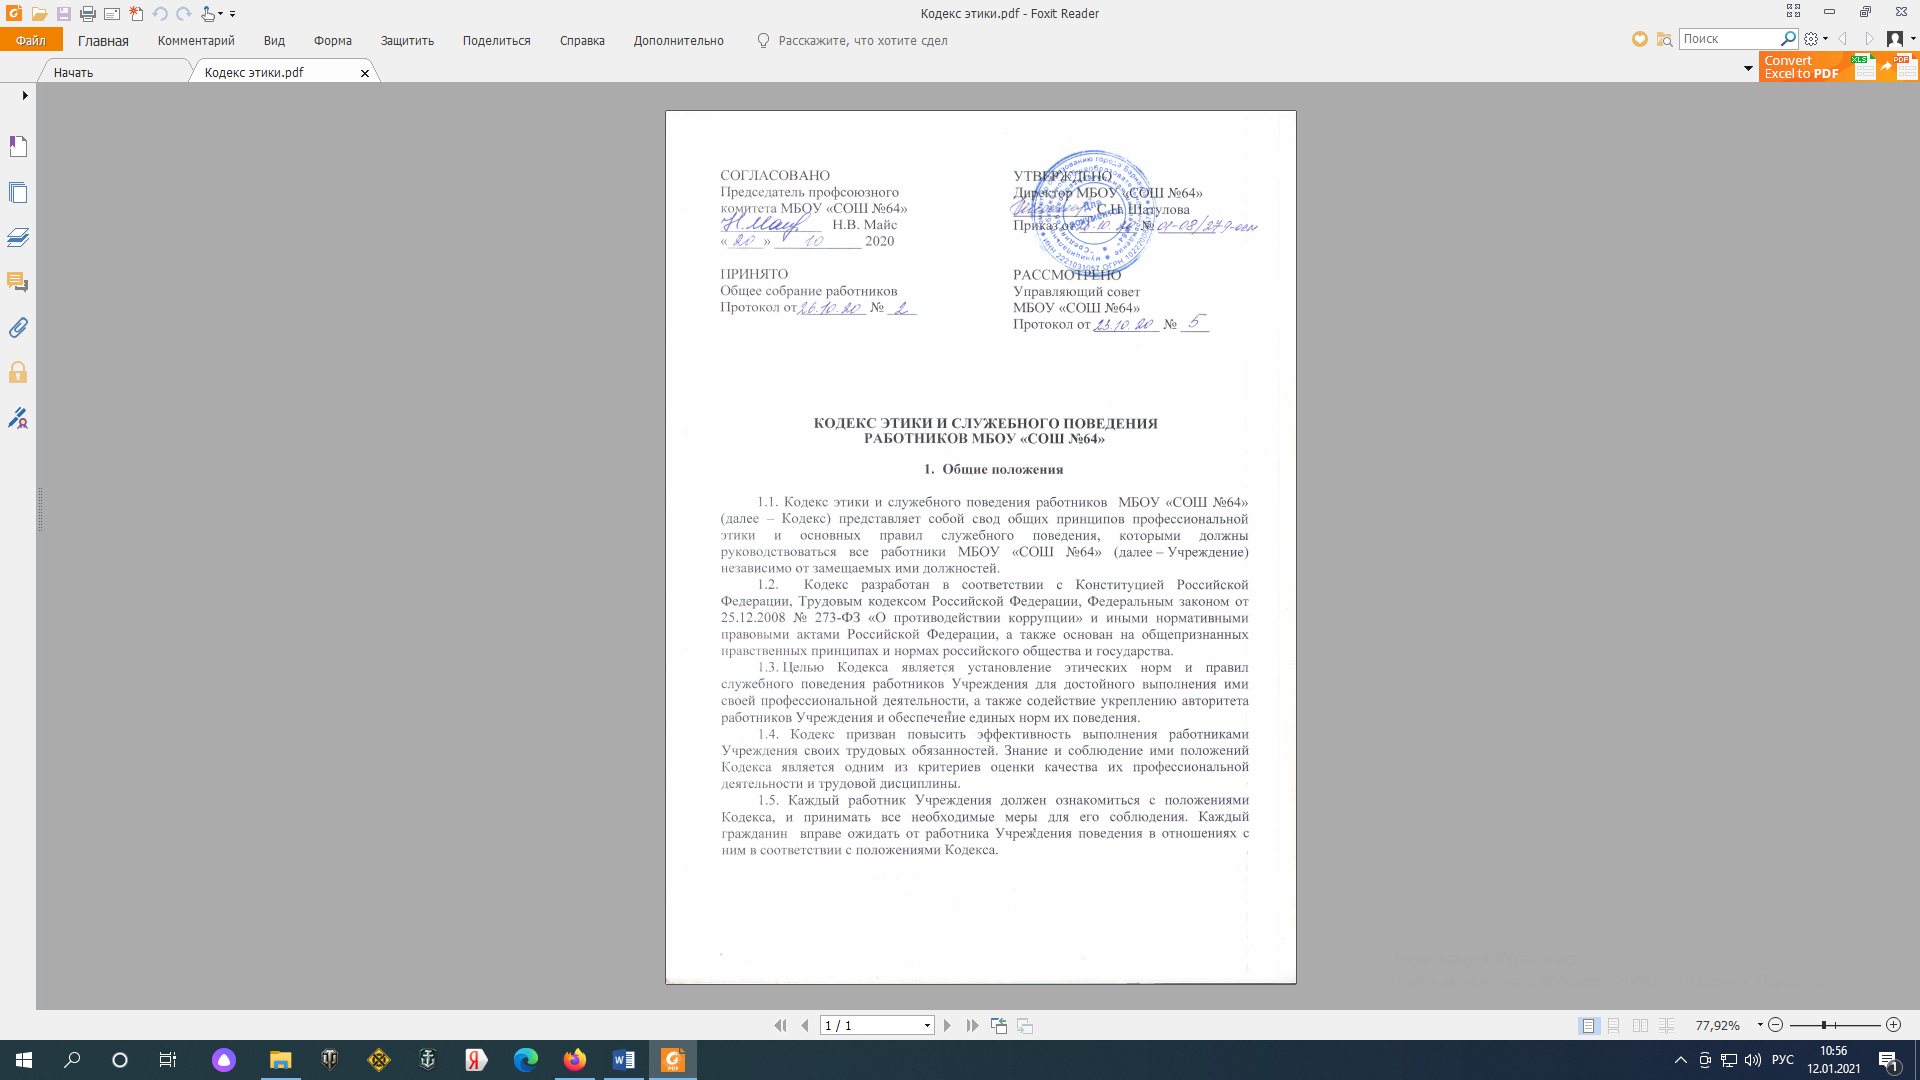 Кодекс этики.pdf - Foxit Reader
Файл
Главная
Комментарий
Вид
Форма
Защитить
Поделиться
Справка
Дополнительно
Расскажите, что хотите сдел
Поиск
Начать
Кодекс этики.pdf
Convert
Excel to PDF
СОГЛАСОВАНО
Председатель профсоюзного
комитета МБОУ «СОШ №64»
Н.В. Майс
«20» 10 2020
УТВЕРЖДЕНО
Директор МБОУ «СОШ №64»
С.Н. Шатулова
Приказ от № 01-08/279-осн
Для документов
ПРИНЯТО
Общее собрание работников
Протокол от 26.10.20 № 2
РАССМОТРЕНО
Управляющий совет
МБОУ «СОШ №64»
Протокол от 23.10.20 № 5
КОДЕКС ЭТИКИ И СЛУЖЕБНОГО ПОВЕДЕНИЯ
РАБОТНИКОВ МБОУ «СОШ №64»
1. Общие положения
1.1. Кодекс этики и служебного поведения работников МБОУ «СОШ №64»
(далее – Кодекс) представляет собой свод общих принципов профессиональной
этики и основных правил служебного поведения, которыми должны
руководствоваться все работники МБОУ «СОШ №64» (далее – Учреждение)
независимо от замещаемых ими должностей.
1.2. Кодекс разработан в соответствии с Конституцией Российской
Федерации, Трудовым кодексом Российской Федерации, Федеральным законом от
25.12.2008 № 273-ФЗ «О противодействии коррупции» и иными нормативными
правовыми актами Российской Федерации, а также основан на общепризнанных
нравственных принципах и нормах российского общества и государства.
1.3. Целью Кодекса является установление этических норм и правил
служебного поведения работников Учреждения для достойного выполнения ими
своей профессиональной деятельности, а также содействие укреплению авторитета
работников Учреждения и обеспечение единых норм их поведения.
1.4. Кодекс призван повысить эффективность выполнения работниками
Учреждения своих трудовых обязанностей. Знание и соблюдение ими положений
Кодекса является одним из критериев оценки качества их профессиональной
деятельности и трудовой дисциплины.
1.5. Каждый работник Учреждения должен ознакомиться с положениями
Кодекса, и принимать все необходимые меры для его соблюдения. Каждый
гражданин вправе ожидать от работника Учреждения поведения в отношениях с
ним в соответствии с положениями Кодекса.
1 / 1
77,92%
РУС
10:56
12.01.2021
1